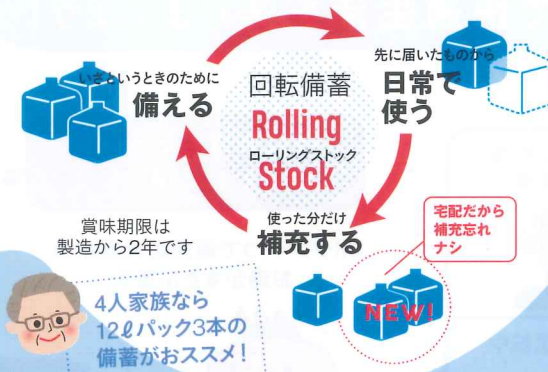 いざというときのために
備える
回転備蓄
Rolling
ローリングストック
Stock
先に届いたものから
日常で
使う
使った分だけ
補充する
宅配だから
補充忘れ
ナシ
NEW!
賞味期限は
製造から2年です
4人家族なら
12ℓパック3本の
備蓄がおススメ!